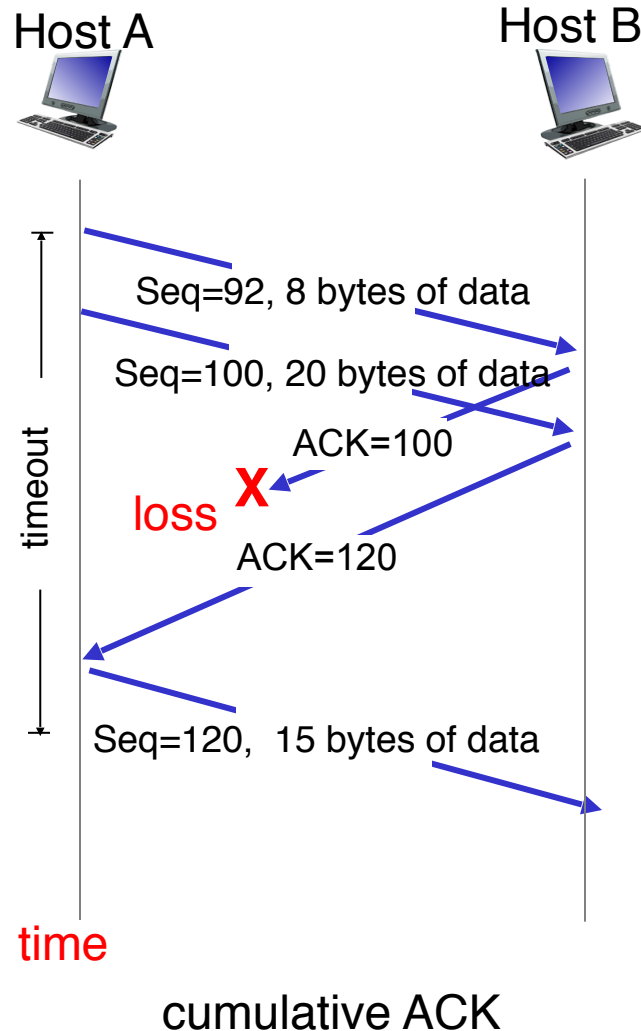 Host A
Host B
Seq=92, 8 bytes of data
Seq=100, 20 bytes of data
ACK=100
X
loss
timeout
ACK=120
Seq=120,  15 bytes of data
time
cumulative ACK